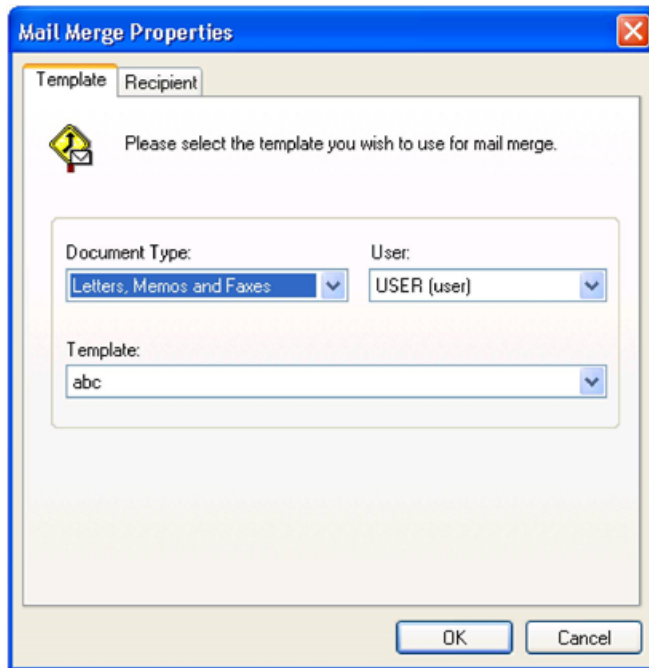 Mail Merge Properties
Template Recipient
Please select the template you wish to use for mail merge.
Document Type: User:
Letters, Memos and Faxes USER (user)
Template:
abc
OK Cancel